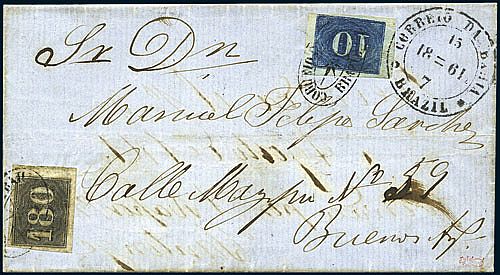 Sr Dn
10
CORREIO DA BAHIA
15
18 = 61
7
BRAZIL
Manuel Felipe Sanchez
Calle Maypu No 59
Buenos Ay.s
180